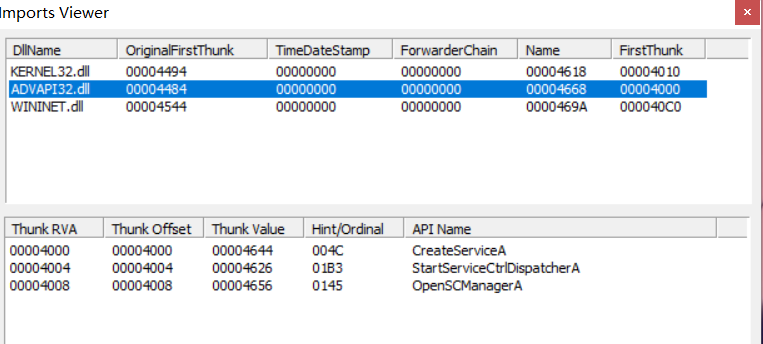 Imports Viewer
DllName OriginalFirstThunk TimeDateStamp ForwarderChain Name FirstThunk
KERNEL32.dll 00004494 00000000 00000000 00004618 00004010
ADVAPI32.dll 00004484 00000000 00000000 00004668 00004000
WININET.dll 00004544 00000000 00000000 0000469A 000040C0
Thunk RVA Thunk Offset Thunk Value Hint/Ordinal API Name
00004000 00004000 00004644 004C CreateServiceA
00004004 00004004 00004626 01B3 StartServiceCtrlDispatcherA
00004008 00004008 00004656 0145 OpenSCManagerA